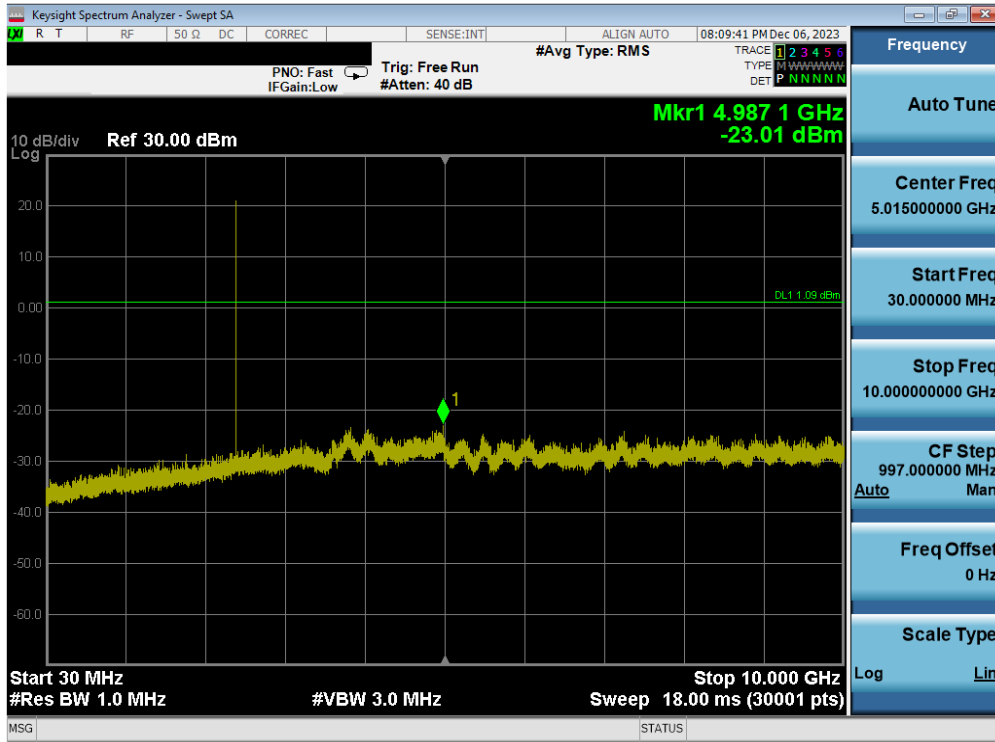 Keysight Spectrum Analyzer - Swept SA
LXI R T RF 50 Ω DC CORREC SENSE:INT ALIGN AUTO 08:09:41 PM Dec 06, 2023
#Avg Type: RMS
TRACE 1 2 3 4 5 6
PNO: Fast Trig: Free Run
TYPE M WWWWW
IFGain:Low #Atten: 40 dB
DET P N N N N N
Mkr1 4.987 1 GHz
-23.01 dBm
10 dB/div Ref 30.00 dBm
Log
20.0
10.0
0.00
DL1 1.09 dBm
-10.0
-20.0
1
-30.0
-40.0
-50.0
-60.0
Start 30 MHz Stop 10.000 GHz
#Res BW 1.0 MHz #VBW 3.0 MHz Sweep 18.00 ms (30001 pts)
MSG STATUS
Frequency
Auto Tune
Center Freq
5.015000000 GHz
Start Freq
30.000000 MHz
Stop Freq
10.000000000 GHz
CF Step
997.000000 MHz
Auto Man
Freq Offset
0 Hz
Scale Type
Log Lin